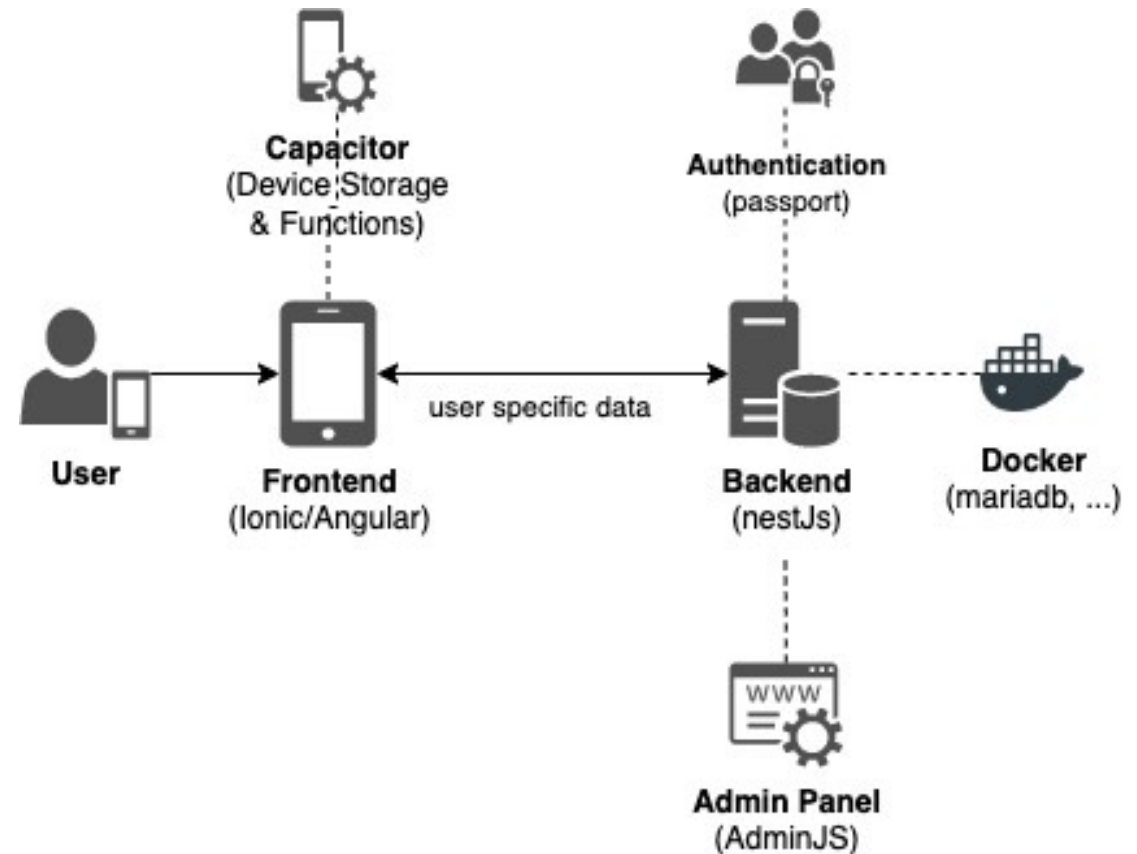 Capacitor
(Device Storage
& Functions)
Authentication
(passport)
user specific data
User
Frontend
(Ionic/Angular)
Backend
(nestJs)
Docker
(mariadb, ...)
WWW
Admin Panel
(AdminJS)